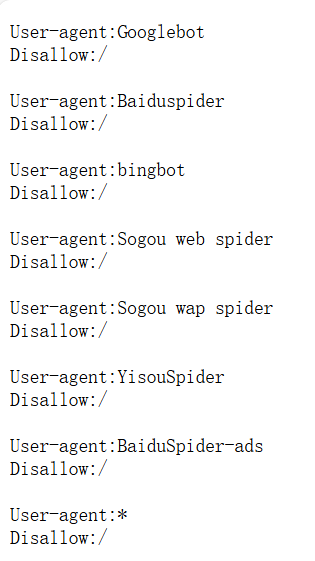 User-agent:Googlebot
Disallow:/
User-agent:Baiduspider
Disallow:/
User-agent:bingbot
Disallow:/
User-agent:Sogou web spider
Disallow:/
User-agent:Sogou wap spider
Disallow:/
User-agent:YisouSpider
Disallow:/
User-agent:BaiduSpider-ads
Disallow:/
User-agent:*
Disallow:/